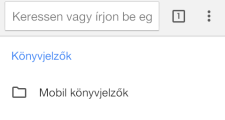 Keressen vagy írjon be eg
1
Könyvjelzők
Mobil könyvjelzők